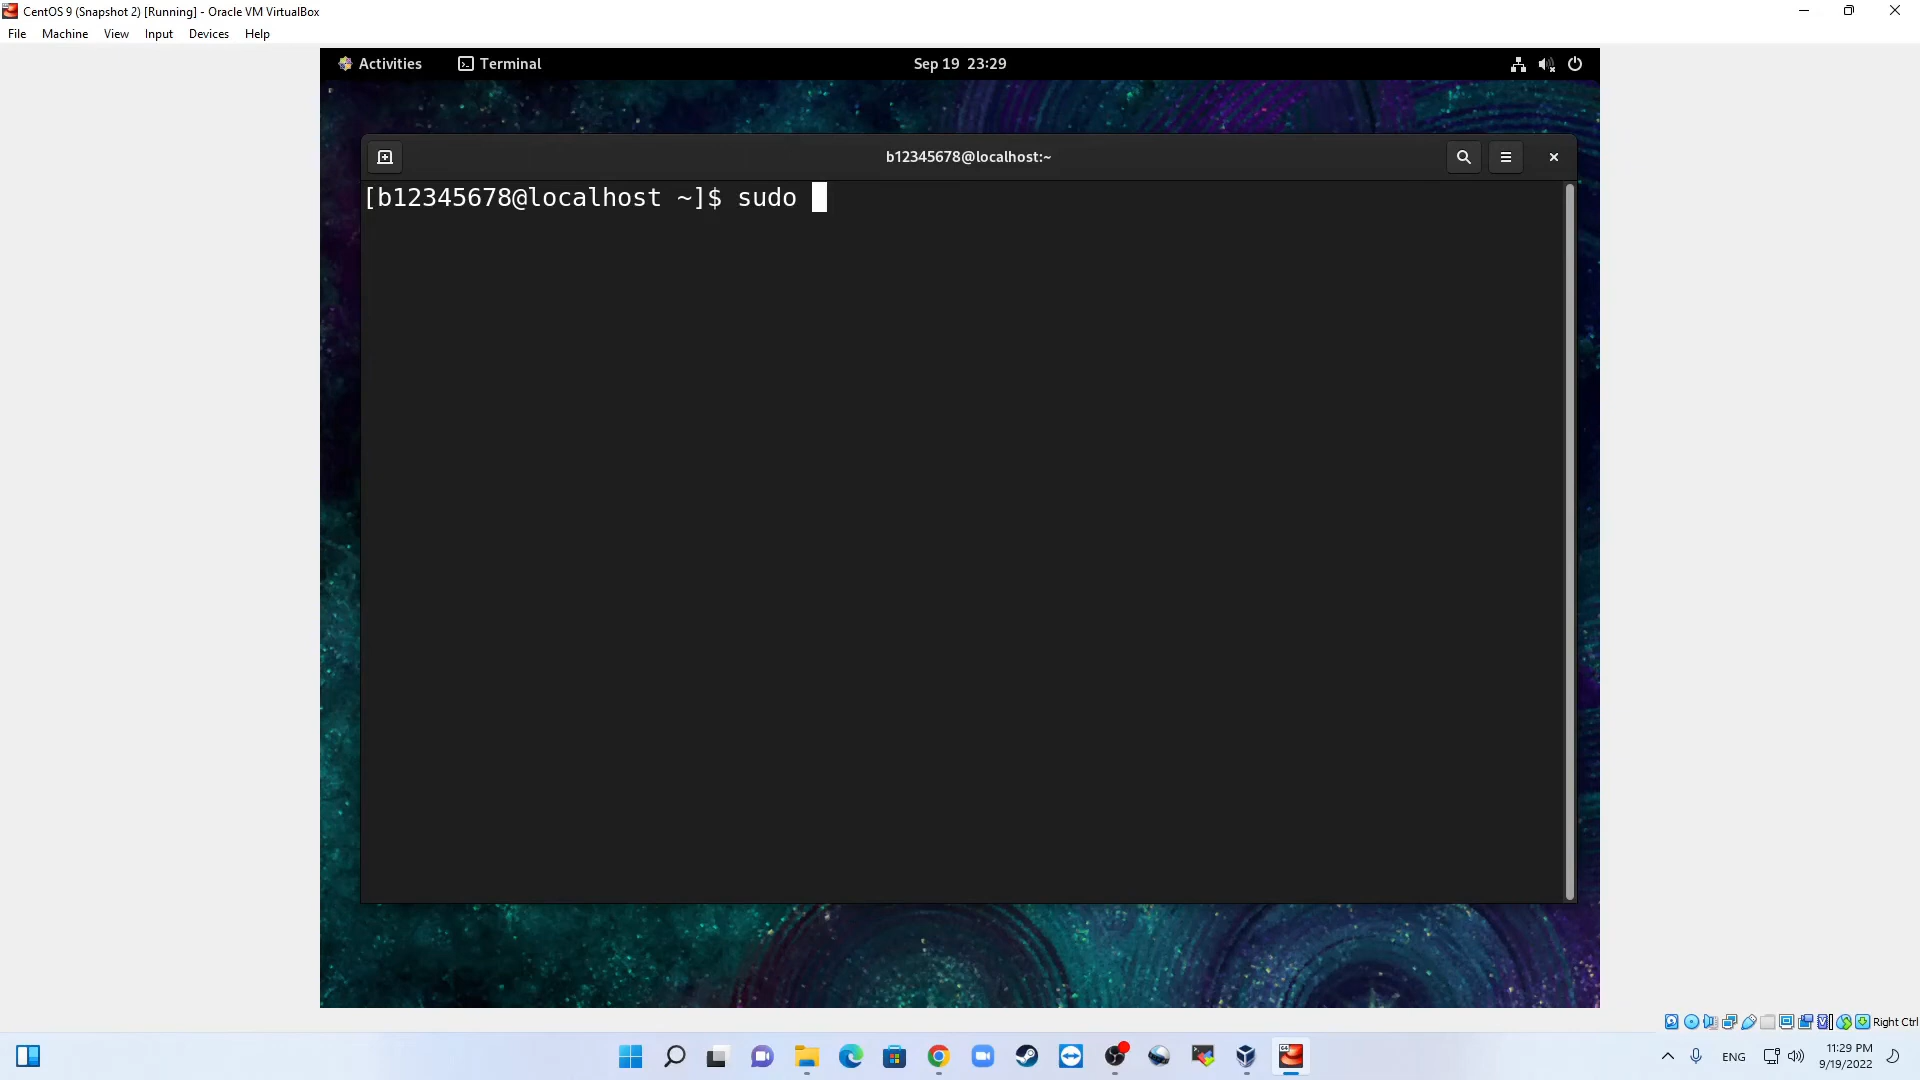 CentOS 9 (Snapshot 2) [Running] - Oracle VM VirtualBox
File Machine View Input Devices Help
Activities Terminal Sep 19 23:29
b12345678@localhost:~
[b12345678@localhost ~]$ sudo
Right Ctrl
ENG 11:29 PM
9/19/2022